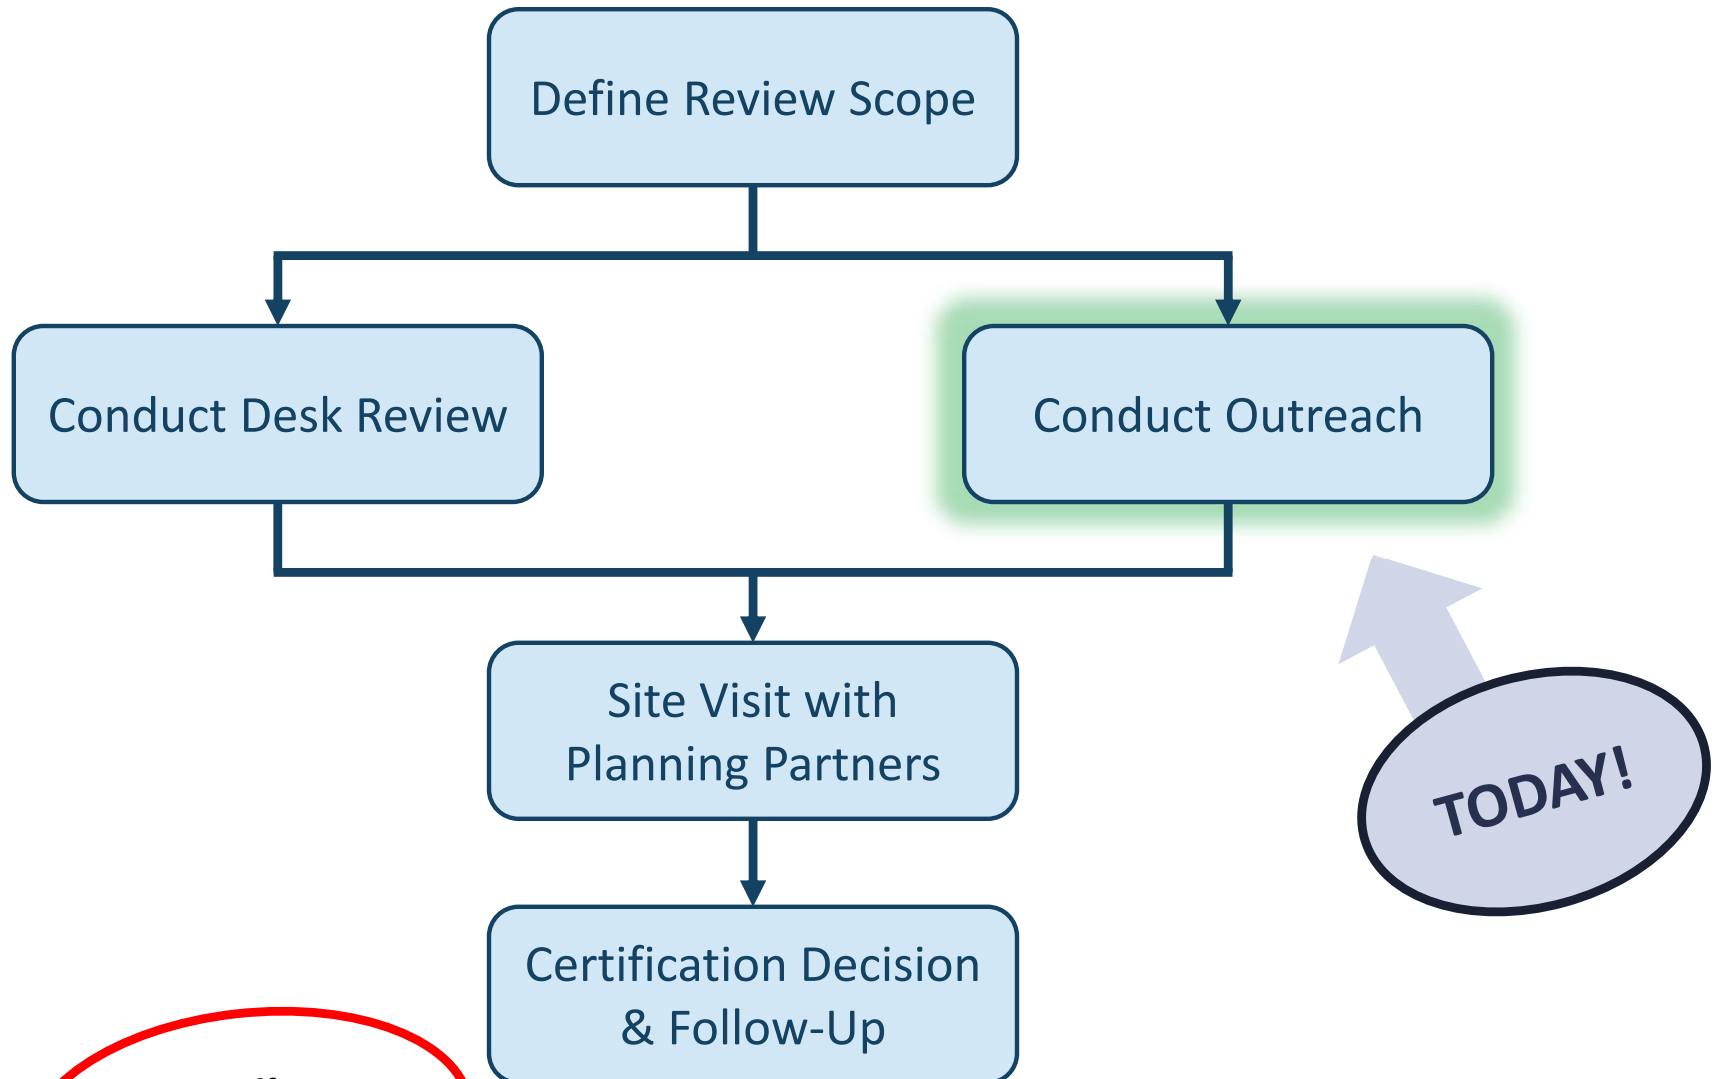 Define Review Scope
Conduct Desk Review
Conduct Outreach
Site Visit with
Planning Partners
TODAY!
Certification Decision
& Follow-Up